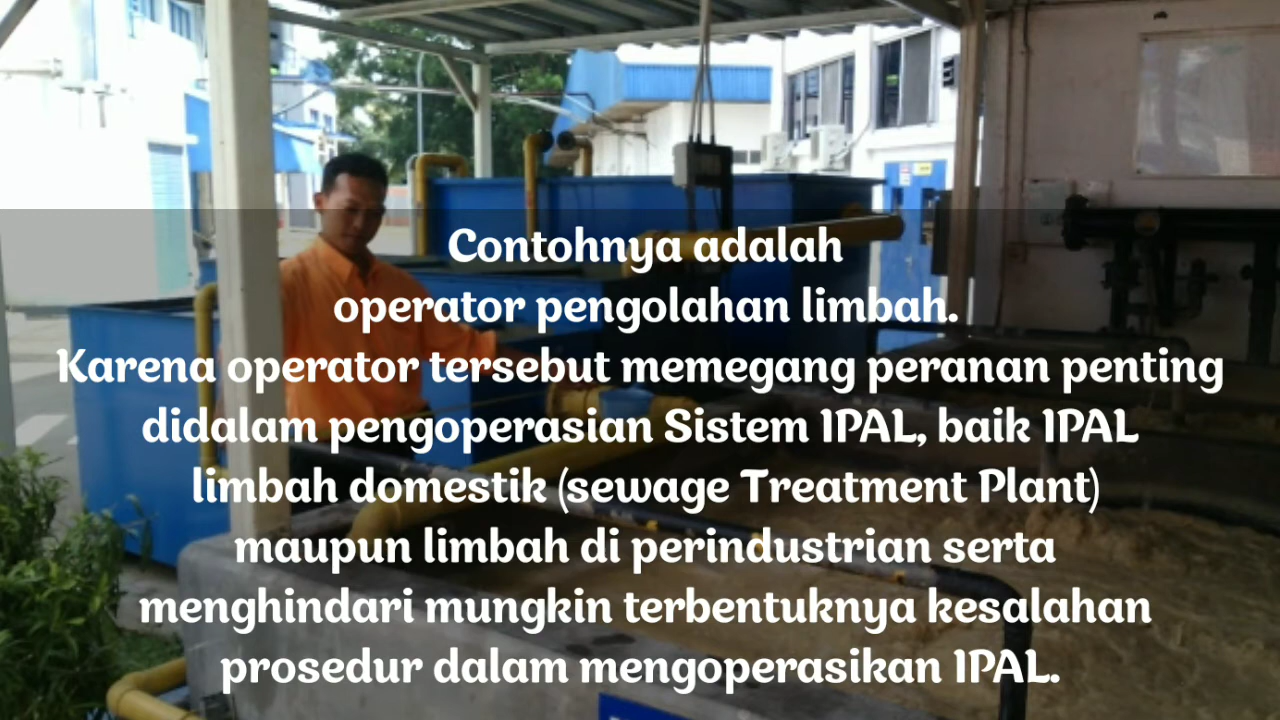 Contohnya adalah
operator pengolahan limbah.
Karena operator tersebut memegang peranan penting
didalam pengoperasian Sistem IPAL, baik IPAL
limbah domestik (sewage Treatment Plant)
maupun limbah di perindustrian serta
menghindari mungkin terbentuknya kesalahan
prosedur dalam mengoperasikan IPAL.